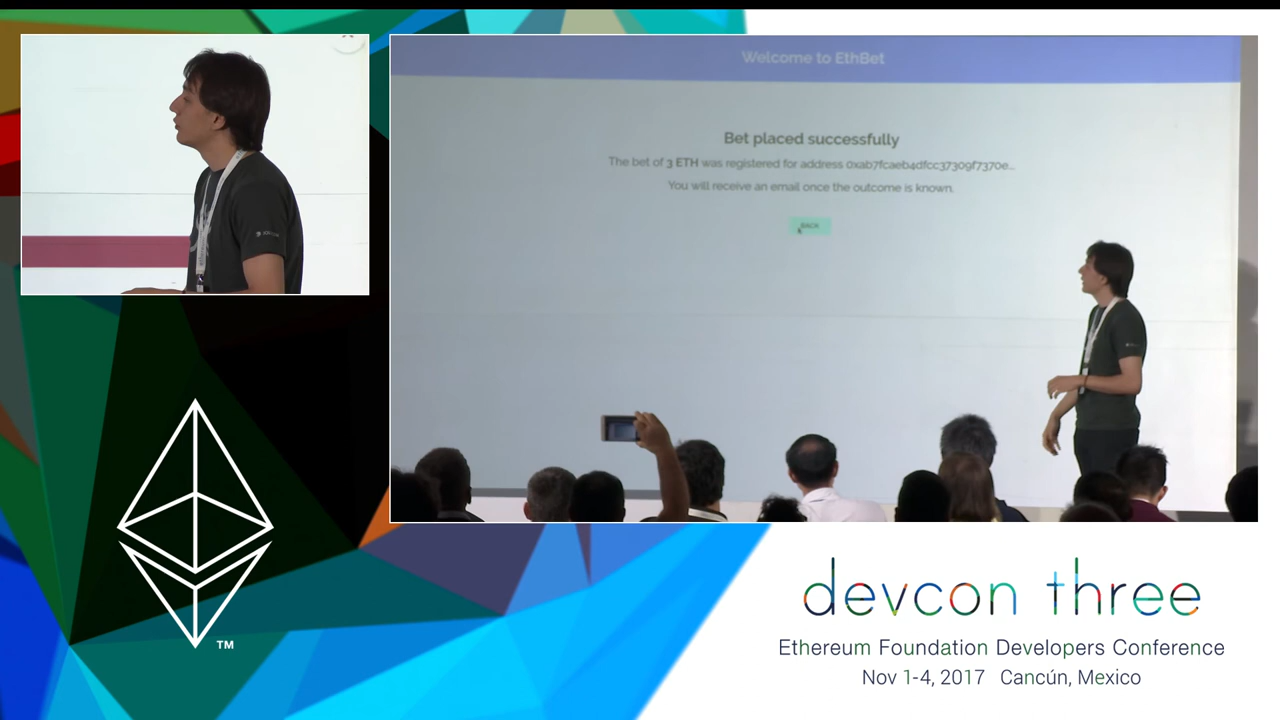 Welcome to EthBet
Bet placed successfully
The bet of 3 ETH was registered for address 0xab7fcaeb4dfcc37309f7370e...
You will receive an email once the outcome is known.
BACK
TM
devcon three
Ethereum Foundation Developers Conference
Nov 1-4, 2017 Cancún, Mexico